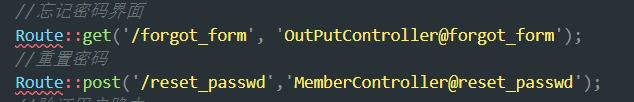 //忘记密码界面
Route::get('/forgot_form', 'OutPutController@forgot_form');
//重置密码
Route::post('/reset_passwd','MemberController@reset_passwd');